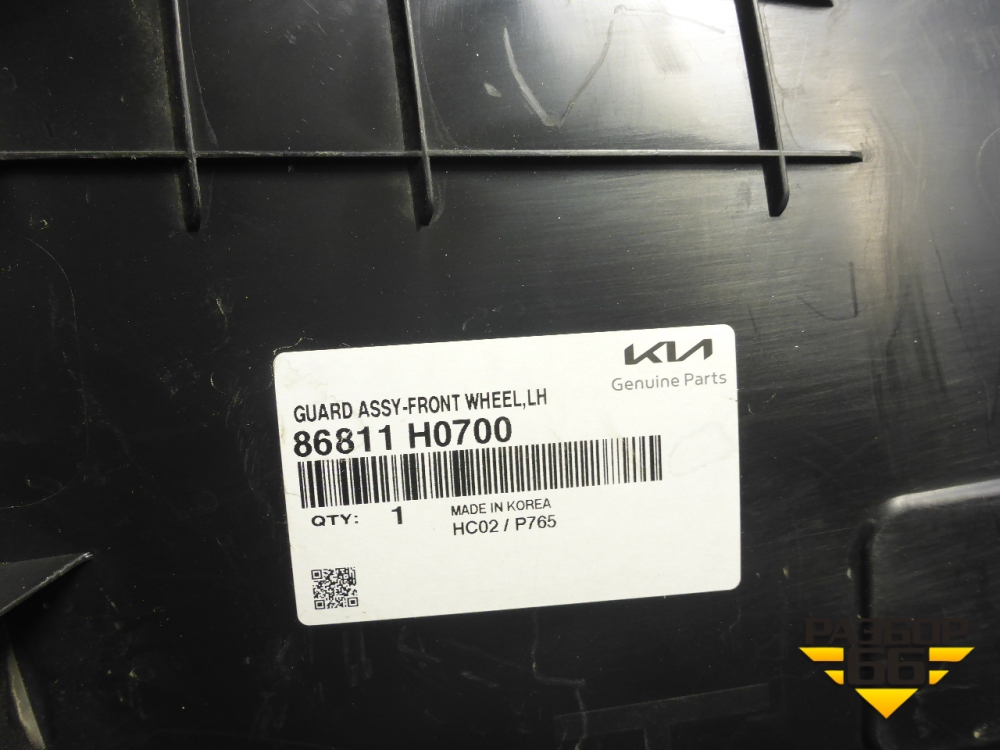 KIA
Genuine Parts
GUARD ASSY-FRONT WHEEL,LH
86811 H0700
QTY: 1
MADE IN KOREA
HC02 / P765
РАЗБОР
66